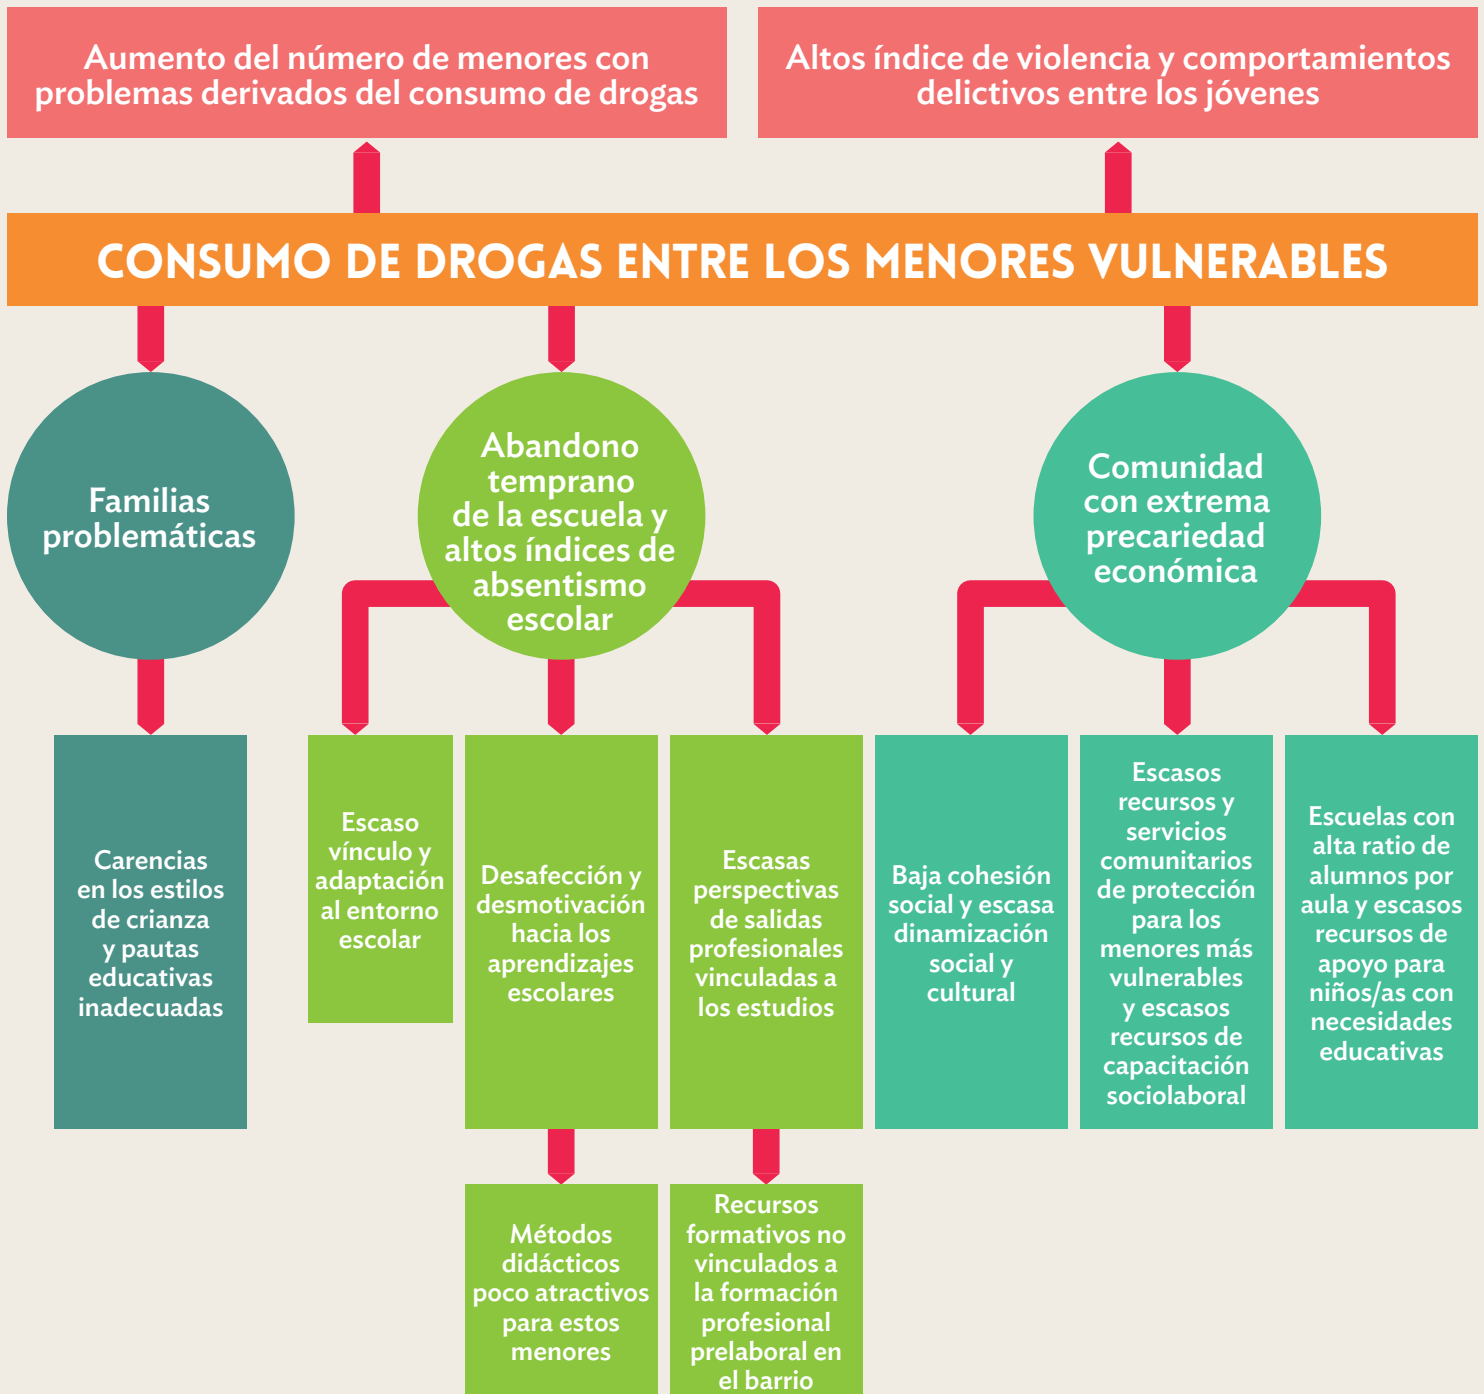 Aumento del número de menores con
problemas derivados del consumo de drogas
Altos índice de violencia y comportamientos
delictivos entre los jóvenes
CONSUMO DE DROGAS ENTRE LOS MENORES VULNERABLES
Familias
problemáticas
Abandono
temprano
de la escuela y
altos índices de
absentismo
escolar
Comunidad
con extrema
precariedad
económica
Carencias
en los estilos
de crianza
y pautas
educativas
inadecuadas
Escaso
vínculo y
adaptación
al entorno
escolar
Desafección y
desmotivación
hacia los
aprendizajes
escolares
Escasas
perspectivas
de salidas
profesionales
vinculadas a
los estudios
Baja cohesión
social y escasa
dinamización
social y
cultural
Escasos
recursos y
servicios
comunitarios
de protección
para los
menores más
vulnerables
y escasos
recursos de
capacitación
sociolaboral
Escuelas con
alta ratio de
alumnos por
aula y escasos
recursos de
apoyo para
niños/as con
necesidades
educativas
Métodos
didácticos
poco atractivos
para estos
menores
Recursos
formativos no
vinculados a
la formación
profesional
prelaboral en
el barrio